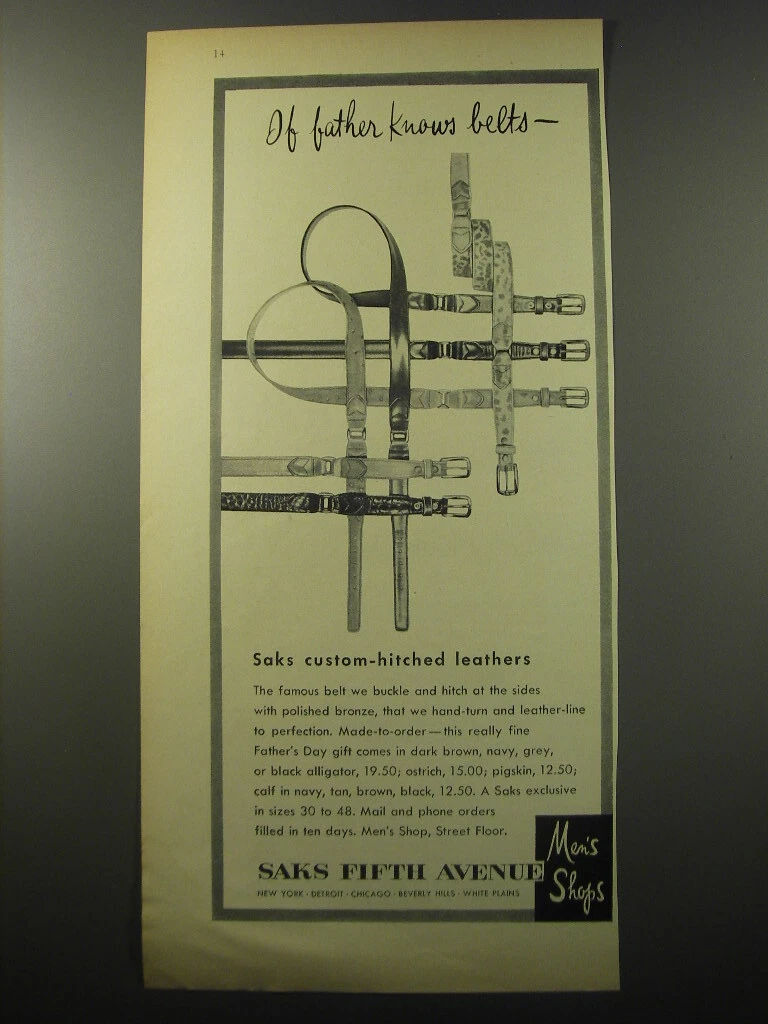 14
If father knows belts—
Saks custom-hitched leathers
The famous belt we buckle and hitch at the sides
with polished bronze, that we hand-turn and leather-line
to perfection. Made-to-order—this really fine
Father's Day gift comes in dark brown, navy, grey,
or black alligator, 19.50; ostrich, 15.00; pigskin, 12.50;
calf in navy, tan, brown, black, 12.50. A Saks exclusive
in sizes 30 to 48. Mail and phone orders
filled in ten days. Men's Shop, Street Floor.
SAKS FIFTH AVENUE
NEW YORK · DETROIT · CHICAGO · BEVERLY HILLS · WHITE PLAINS
Men's
Shops